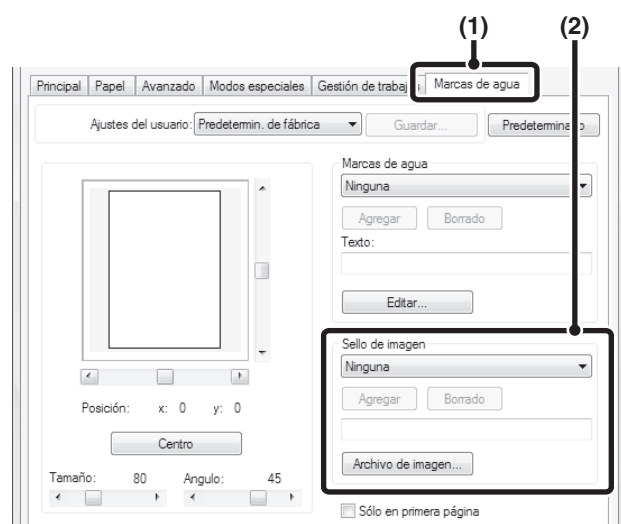 (1) (2)
Principal Papel Avanzado Modos especiales Gestión de trabaj Marcas de agua
Ajustes del usuario: Predetermin. de fábrica Guardar... Predetermina o
Marcas de agua
Ninguna
Agregar Borrado
Texto:
Editar...
Sello de imagen
Ninguna
Agregar Borrado
Archivo de imagen...
Sólo en primera página
Posición: x: 0 y: 0
Centro
Tamaño: 80 Angulo: 45